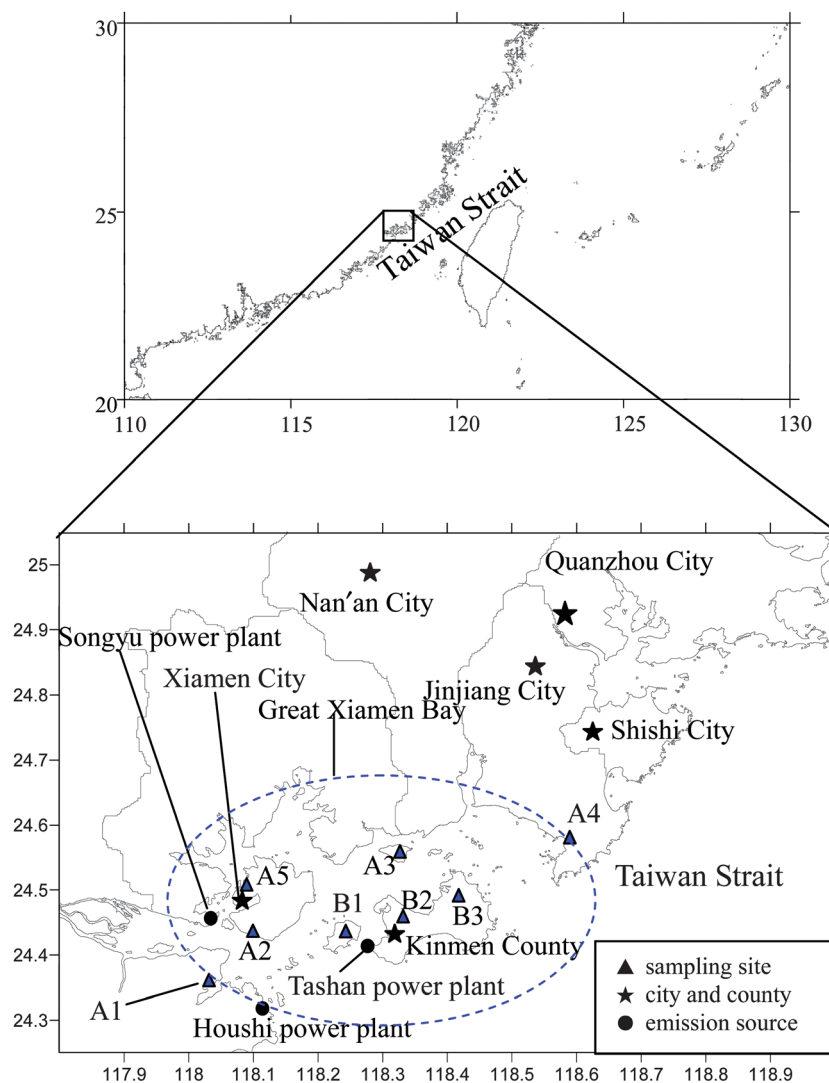 30
25
20
110
115
120
125
130
Taiwan Strait
25
24.9
24.8
24.7
24.6
24.5
24.4
24.3
117.9
118
118.1
118.2
118.3
118.4
118.5
118.6
118.7
118.8
118.9
Quanzhou City
Nan'an City
Songyu power plant
Xiamen City
Jinjiang City
Great Xiamen Bay
Shishi City
A4
A3
Taiwan Strait
A5
B1
B2
B3
A2
Kinmen County
Tashan power plant
A1
Houshi power plant
sampling site
city and county
emission source